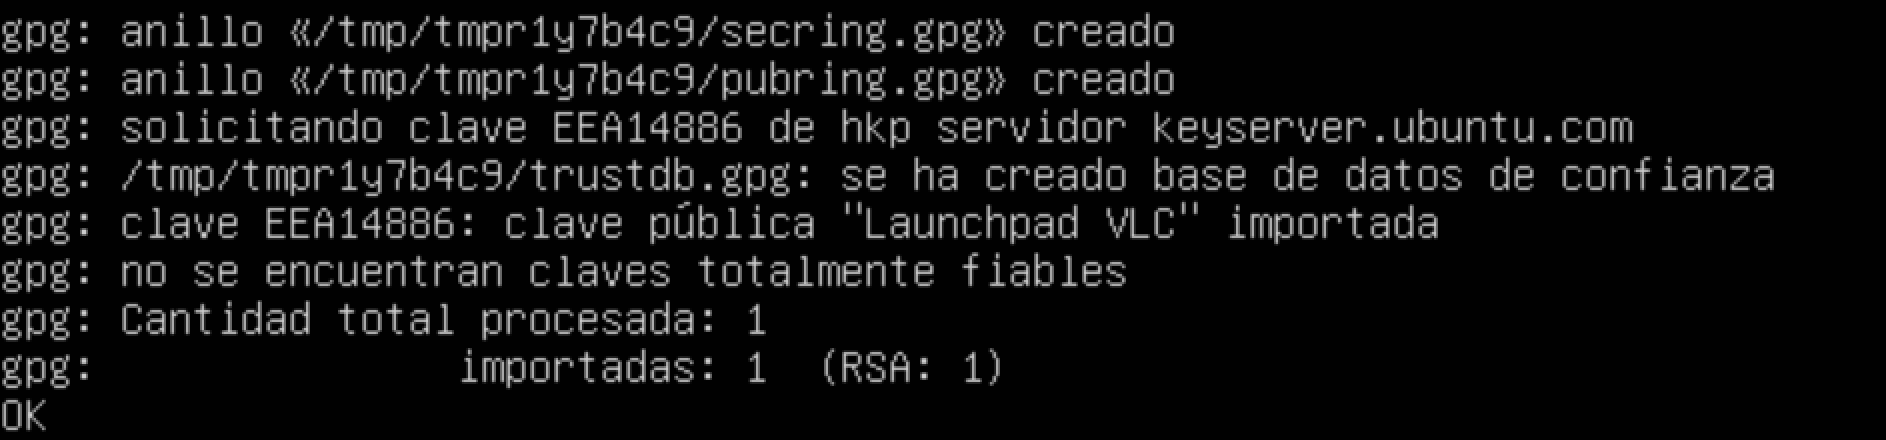 gpg: anillo «/tmp/tmpr1y7b4c9/secring.gpg» creado
gpg: anillo «/tmp/tmpr1y7b4c9/pubring.gpg» creado
gpg: solicitando clave EEA14886 de hkp servidor keyserver.ubuntu.com
gpg: /tmp/tmpr1y7b4c9/trustdb.gpg: se ha creado base de datos de confianza
gpg: clave EEA14886: clave pública "Launchpad VLC" importada
gpg: no se encuentran claves totalmente fiables
gpg: Cantidad total procesada: 1
gpg:               importadas: 1  (RSA: 1)
OK